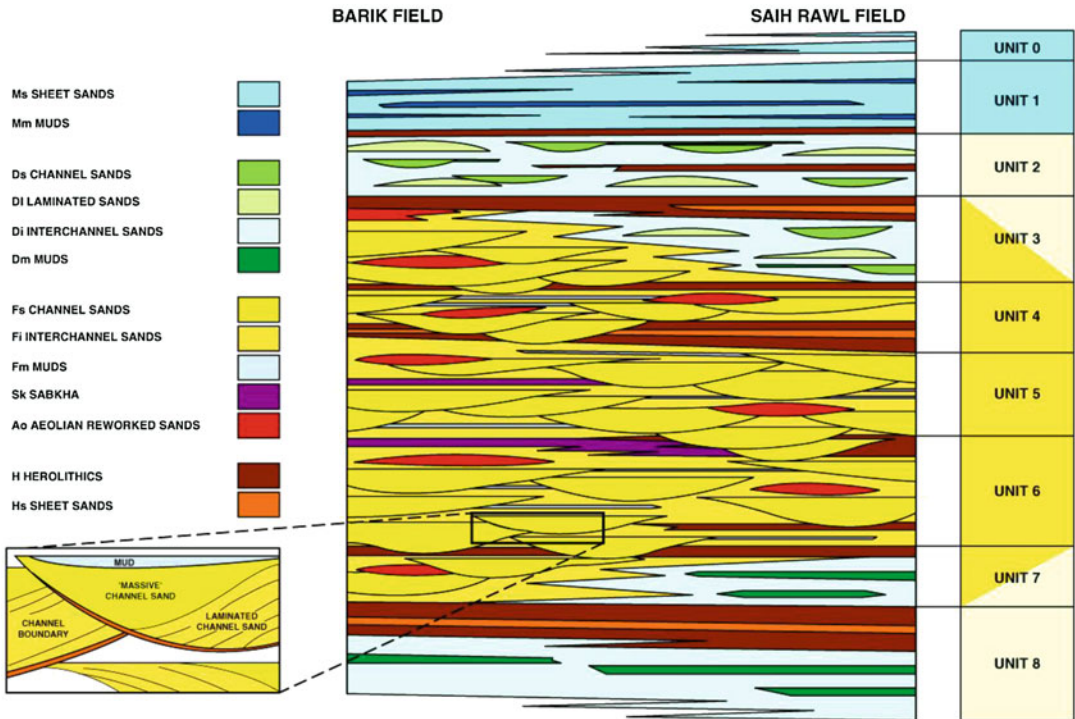 BARIK FIELD
SAIH RAWL FIELD
Ms SHEET SANDS
Mm MUDS
Ds CHANNEL SANDS
Dl LAMINATED SANDS
Di INTERCHANNEL SANDS
Dm MUDS
Fs CHANNEL SANDS
Fi INTERCHANNEL SANDS
Fm MUDS
Sk SABKHA
Ao AEOLIAN REWORKED SANDS
H HEROLITHICS
Hs SHEET SANDS
MUD
'MASSIVE'
CHANNEL SAND
CHANNEL
BOUNDARY
LAMINATED
CHANNEL SAND
UNIT 0
UNIT 1
UNIT 2
UNIT 3
UNIT 4
UNIT 5
UNIT 6
UNIT 7
UNIT 8